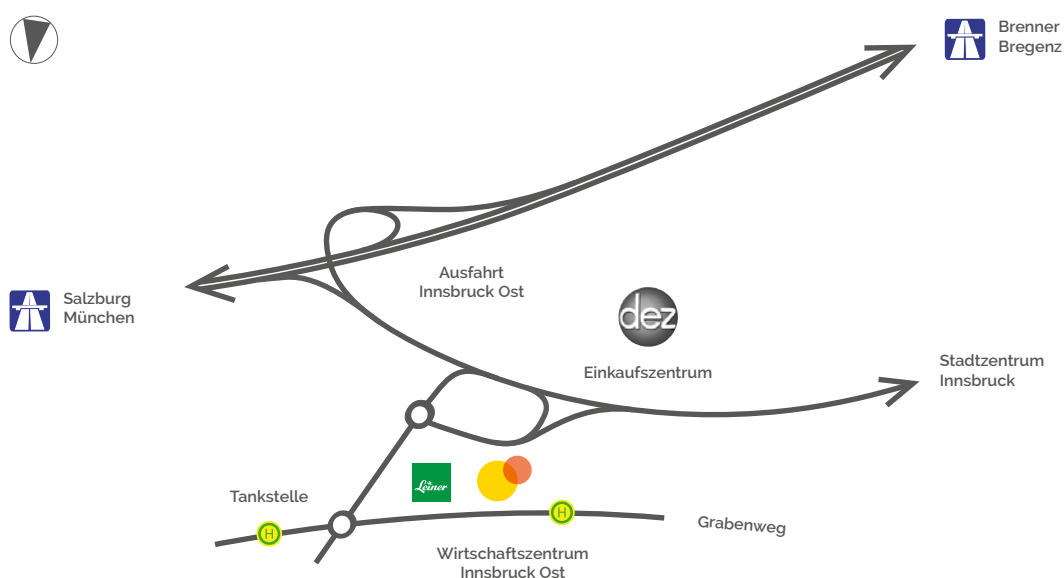 Brenner
Bregenz
Ausfahrt
Innsbruck Ost
Salzburg
München
dez
Einkaufszentrum
Stadtzentrum
Innsbruck
Leiner
Tankstelle
H
H
Grabenweg
Wirtschaftszentrum
Innsbruck Ost